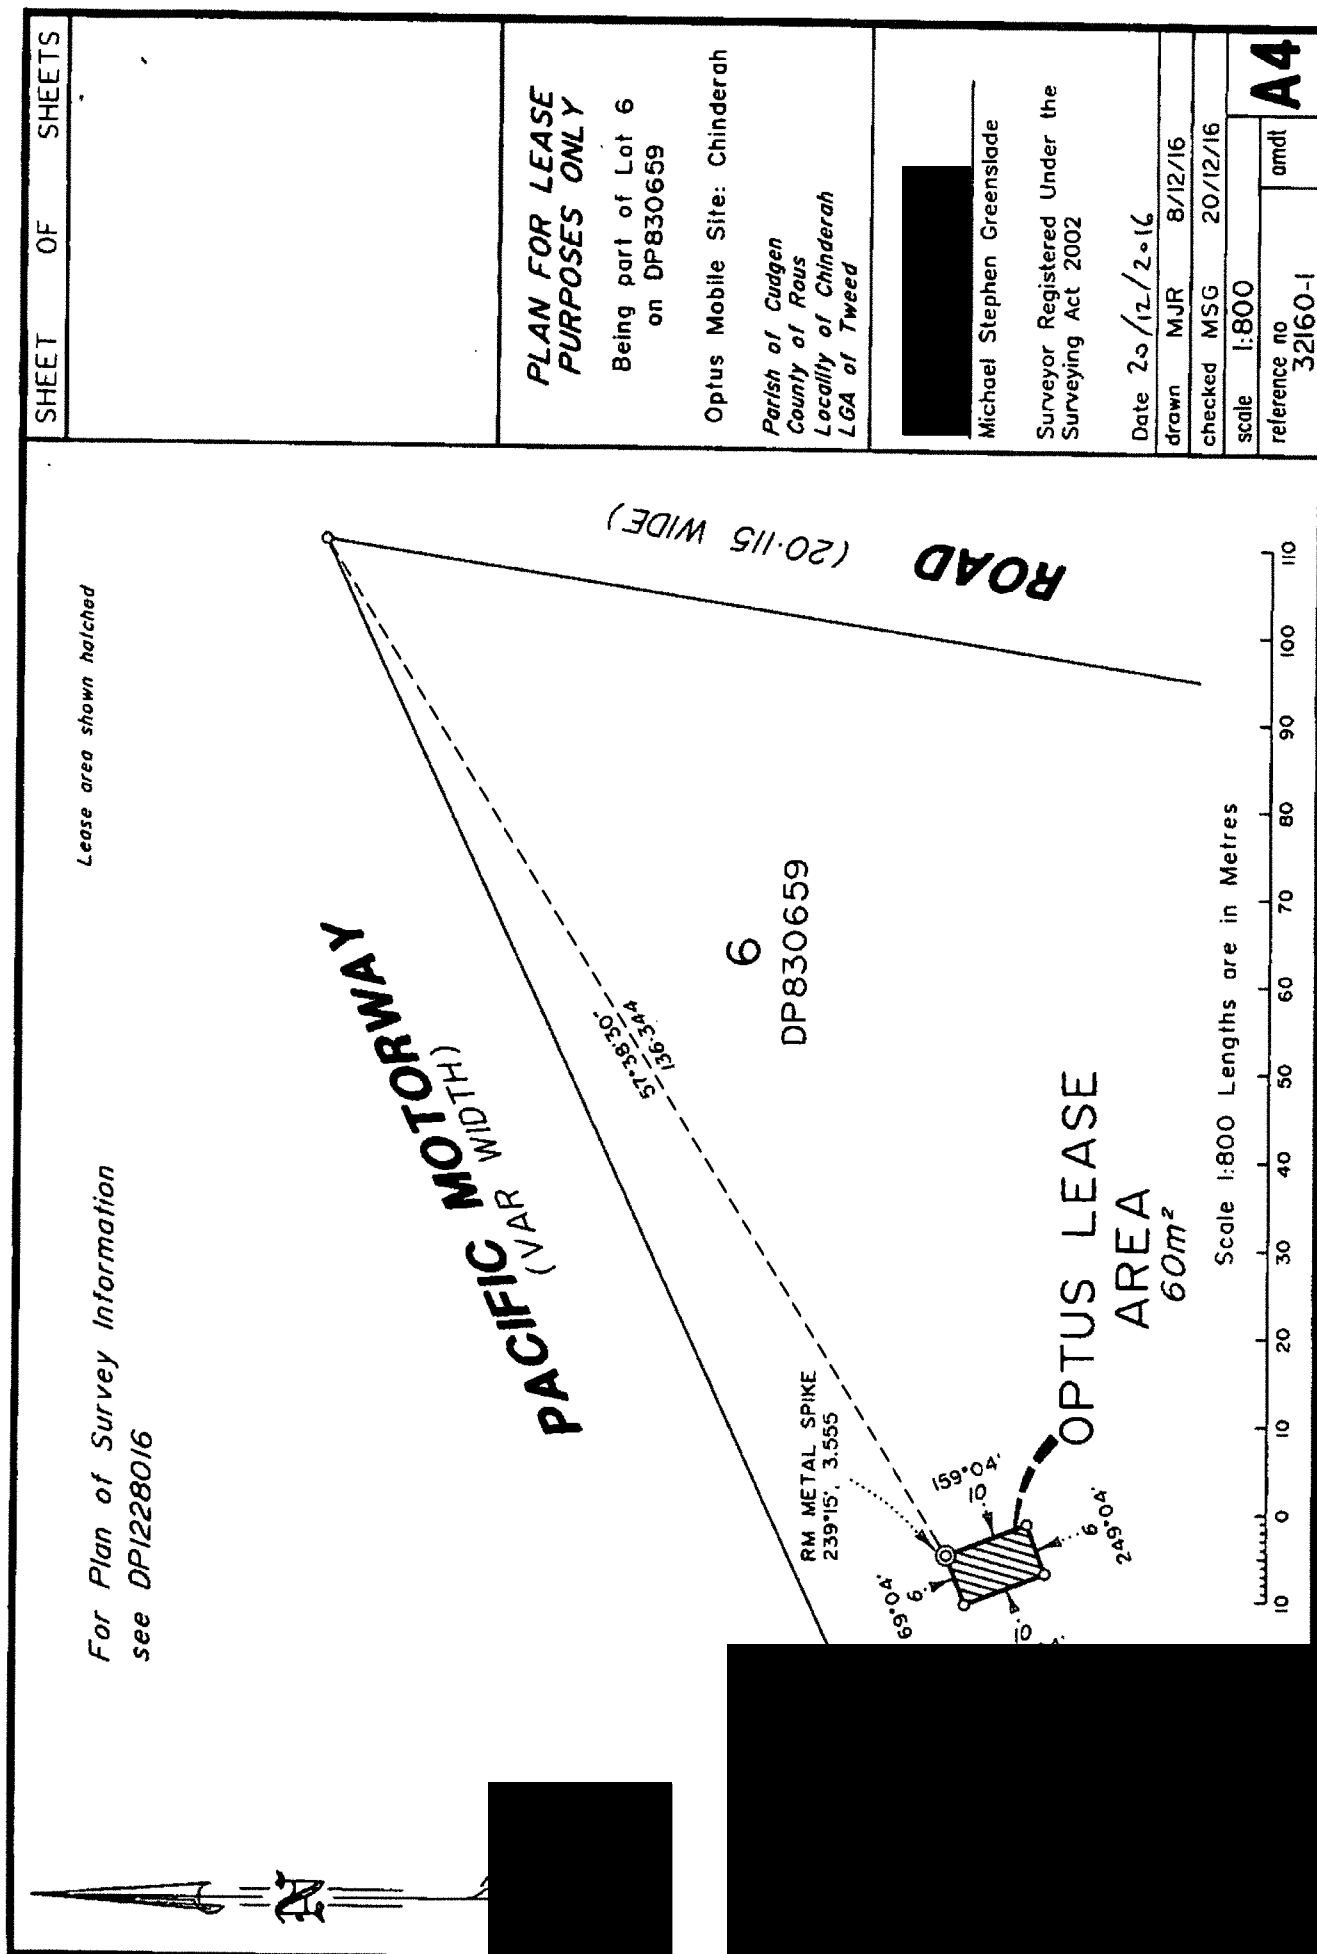 For Plan of Survey Information
see DP1228016
Lease area shown hatched
PACIFIC MOTORWAY
(VAR WIDTH)
57°38'30"
136·344
6
DP830659
ROAD
(20·115 WIDE)
RM METAL SPIKE
239°15', 3.555
69°04'
6
159°04'
10
6
249°04'
10
OPTUS LEASE
AREA
60m²
Scale 1:800 Lengths are in Metres
10 0 10 20 30 40 50 60 70 80 90 100 110
SHEET OF SHEETS
PLAN FOR LEASE
PURPOSES ONLY
Being part of Lot 6
on DP830659
Optus Mobile Site: Chinderah
Parish of Cudgen
County of Rous
Locality of Chinderah
LGA of Tweed
Michael Stephen Greenslade
Surveyor Registered Under the
Surveying Act 2002
Date 20/12/2016
drawn MJR 8/12/16
checked MSG 20/12/16
scale 1:800
reference no
32160-1
amdt
A4